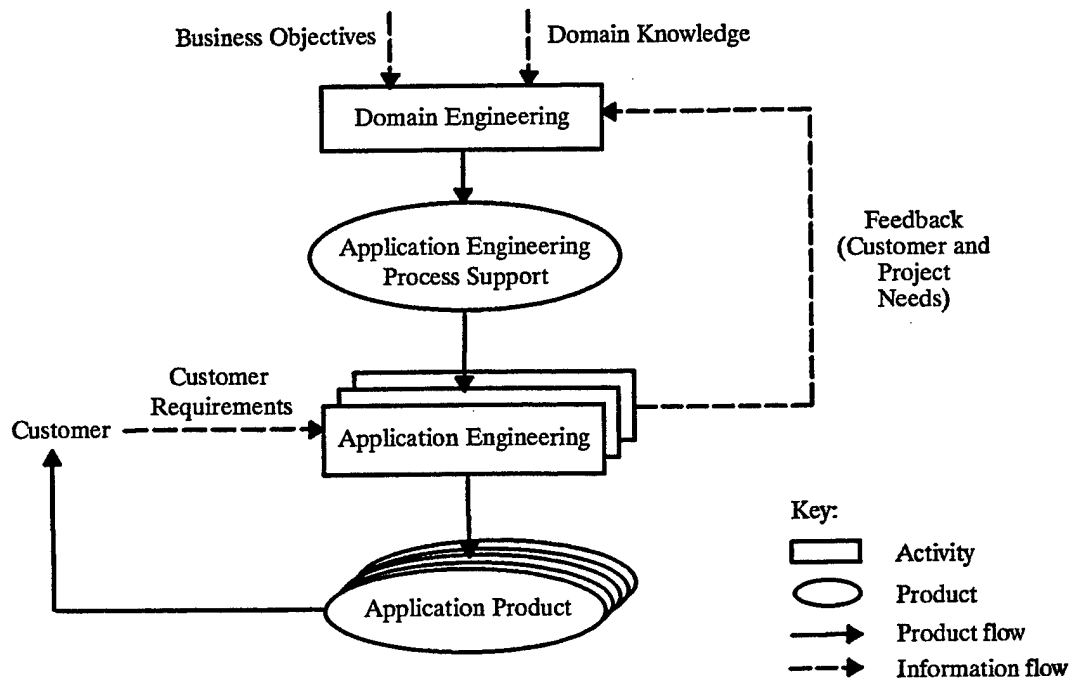 Business Objectives
Domain Knowledge
Domain Engineering
Application Engineering
Process Support
Feedback
(Customer and
Project
Needs)
Customer
Requirements
Customer
Application Engineering
Application Product
Key:
Activity
Product
Product flow
Information flow